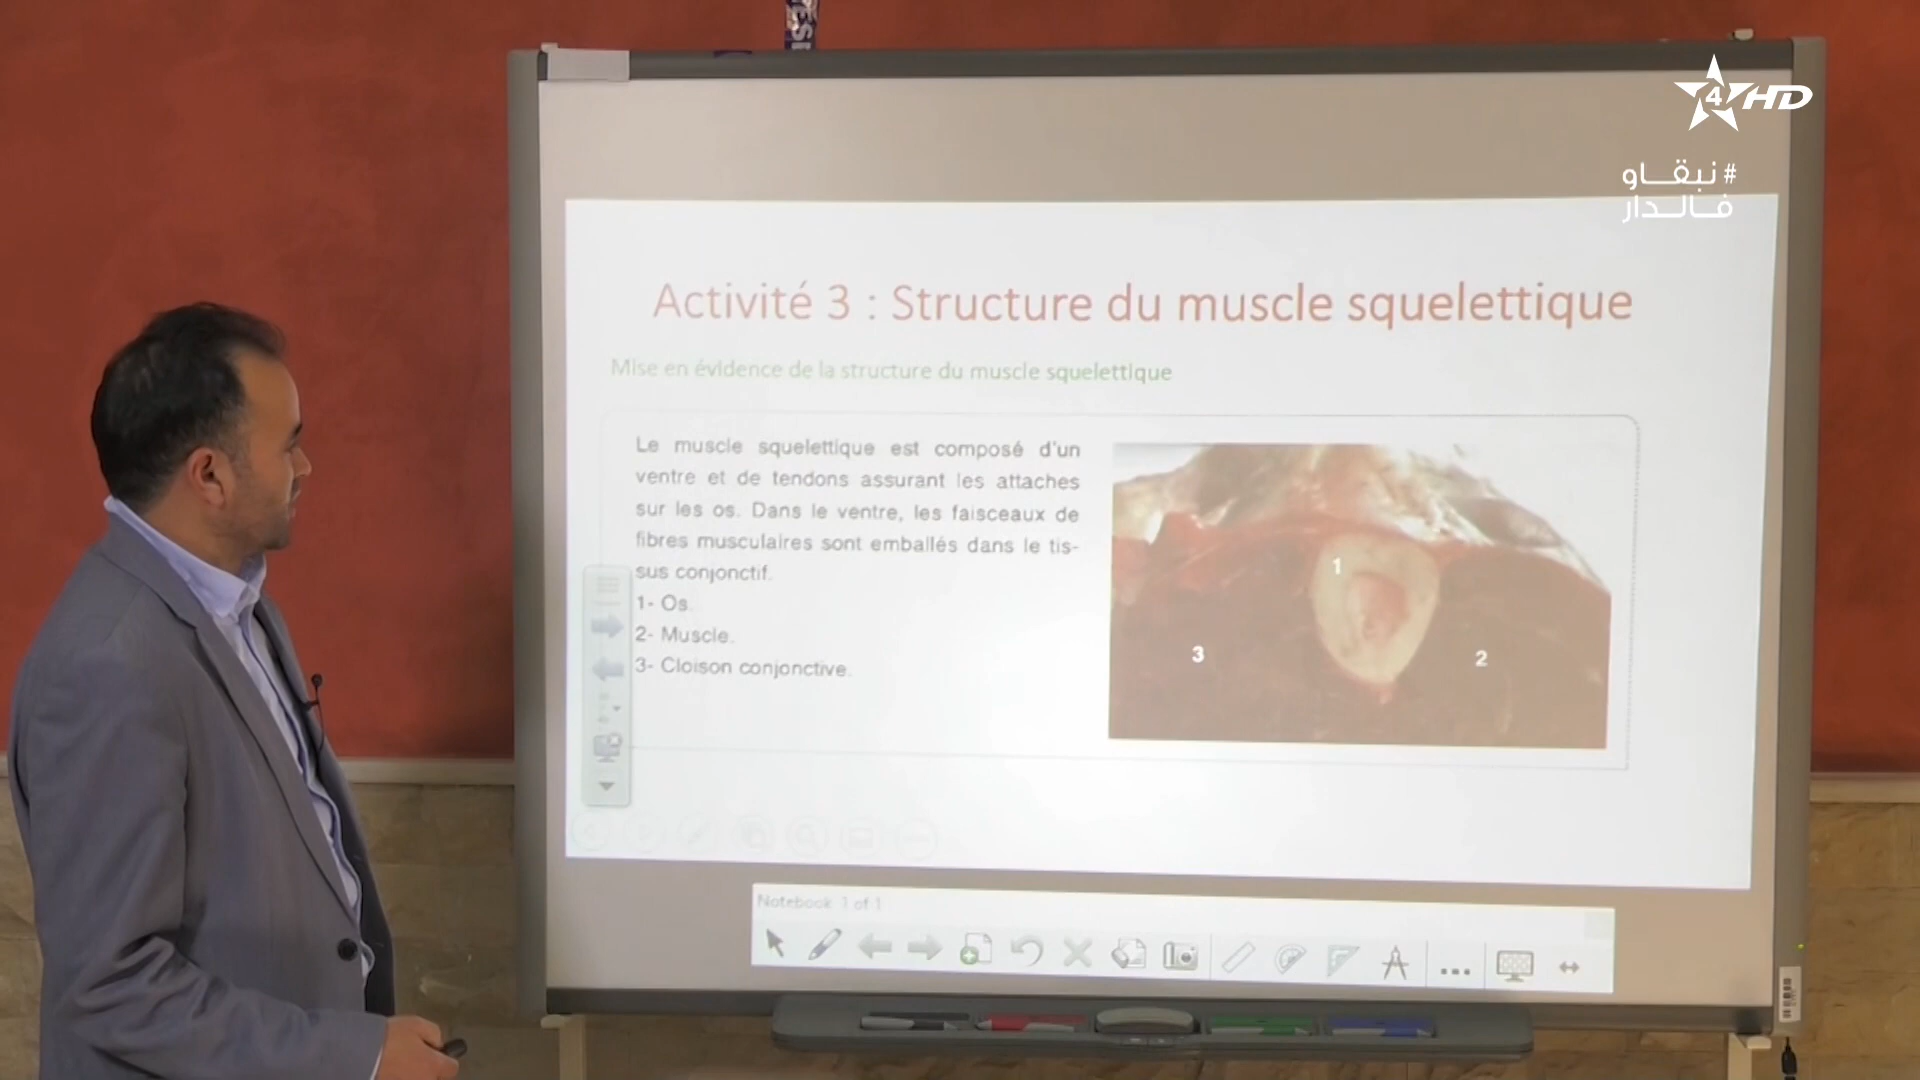 ESI
4 HD
#نبقاو
فالدار
Activité 3 : Structure du muscle squelettique
Mise en évidence de la structure du muscle squelettique
Le muscle squelettique est composé d'un
ventre et de tendons assurant les attaches
sur les os. Dans le ventre, les faisceaux de
fibres musculaires sont emballés dans le tis-
sus conjonctif.
1- Os.
2- Muscle.
3- Cloison conjonctive.
1
3
2
Notebook 1 of 1